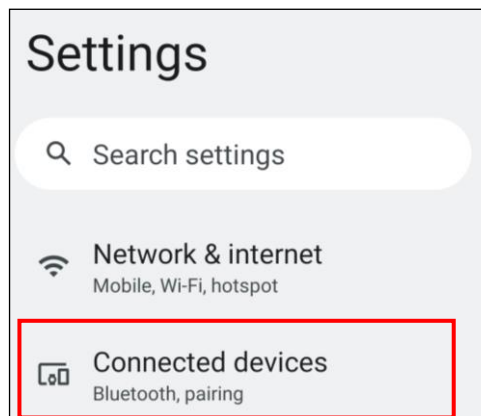 Settings
Search settings
Network & internet
Mobile, Wi-Fi, hotspot
Connected devices
Bluetooth, pairing